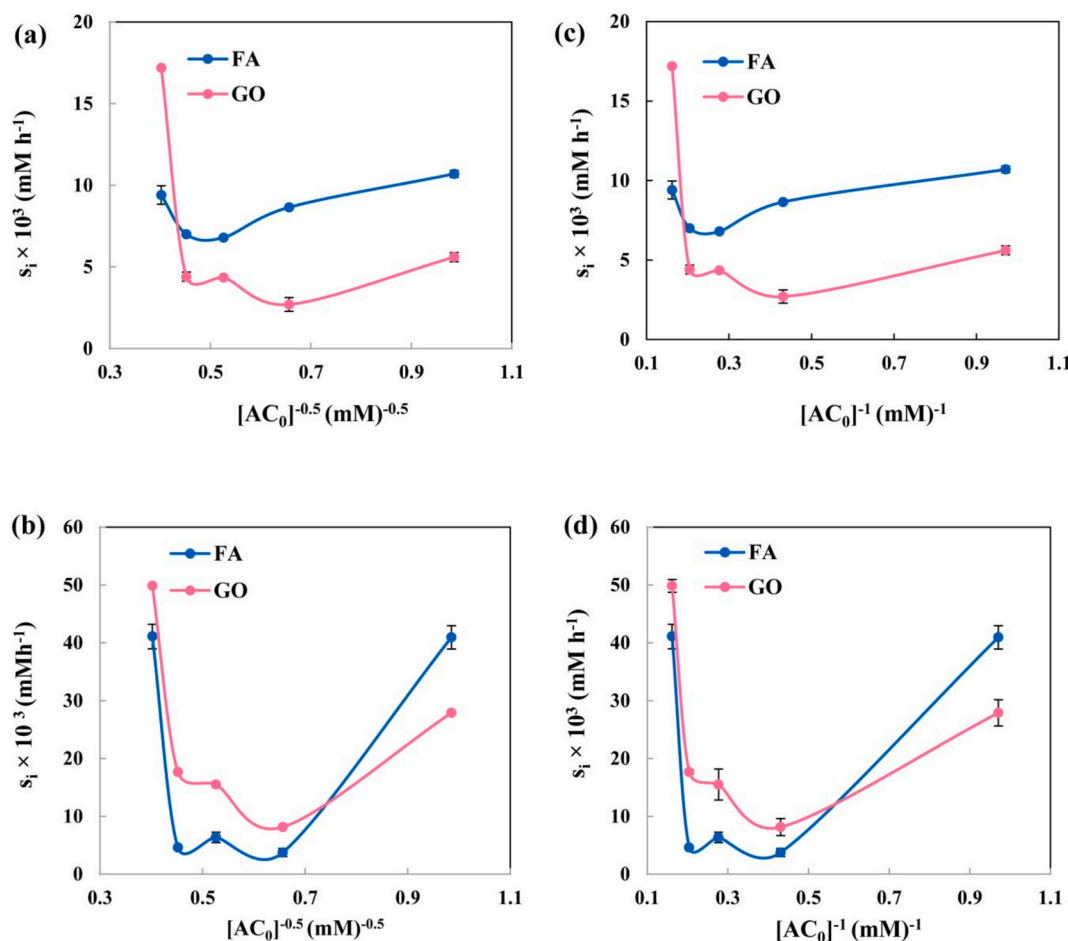 (a)
20
15
10
5
0
s_i × 10³ (mM h⁻¹)
FA
GO
0.3 0.5 0.7 0.9 1.1
[AC₀]⁻⁰·⁵ (mM)⁻⁰·⁵
(c)
20
15
10
5
0
s_i × 10³ (mM h⁻¹)
FA
GO
0.1 0.3 0.5 0.7 0.9 1.1
[AC₀]⁻¹ (mM)⁻¹
(b)
60
50
40
30
20
10
0
s_i × 10 ³ (mMh⁻¹)
FA
GO
0.3 0.5 0.7 0.9 1.1
[AC₀]⁻⁰·⁵ (mM)⁻⁰·⁵
(d)
60
50
40
30
20
10
0
s_i × 10³ (mM h⁻¹)
FA
GO
0.1 0.3 0.5 0.7 0.9 1.1
[AC₀]⁻¹ (mM)⁻¹